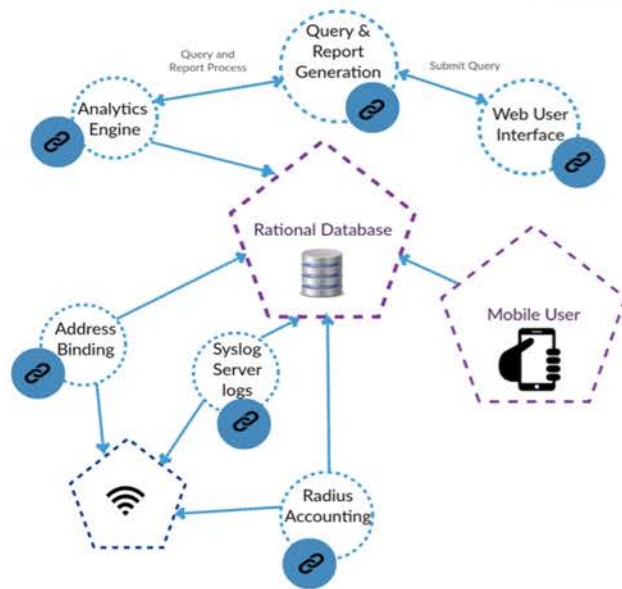 Query &
Report
Generation
Query and
Report Process
Submit Query
Analytics
Engine
Web User
Interface
Rational Database
Mobile User
Address
Binding
Syslog
Server
logs
Radius
Accounting